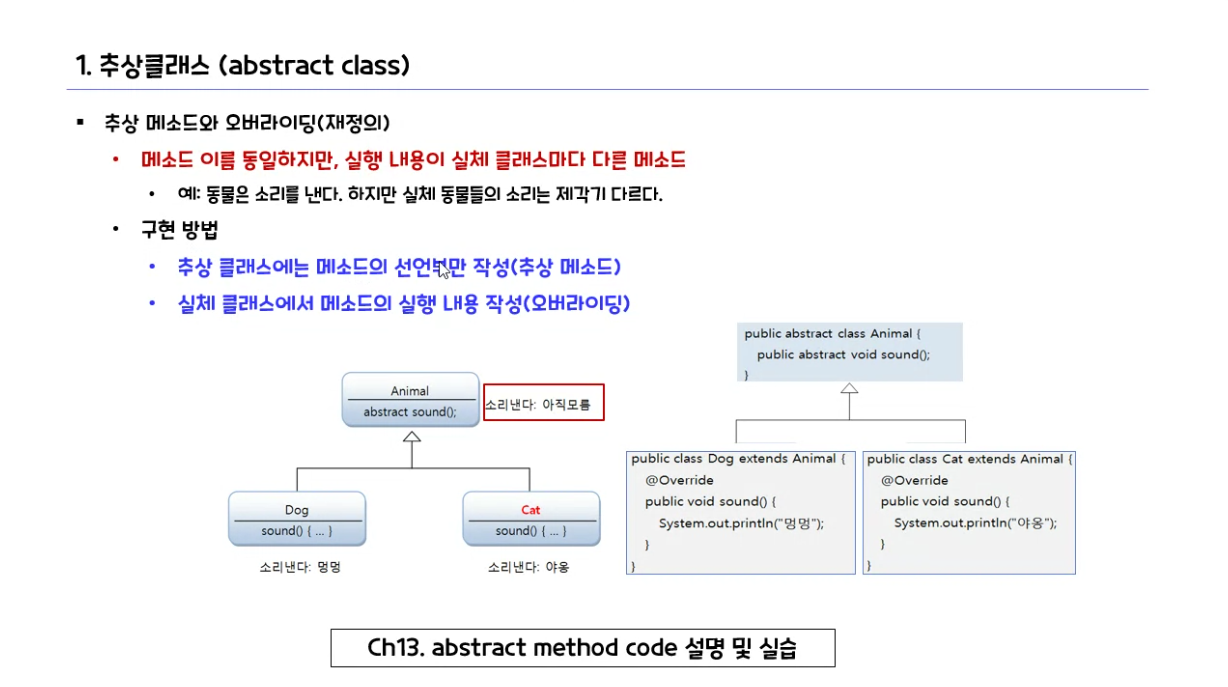 1. 추상클래스 (abstract class)
▪ 추상 메소드와 오버라이딩(재정의)
• 메소드 이름 동일하지만, 실행 내용이 실체 클래스마다 다른 메소드
• 예: 동물은 소리를 낸다. 하지만 실체 동물들의 소리는 제각기 다르다.
• 구현 방법
• 추상 클래스에는 메소드의 선언부만 작성(추상 메소드)
• 실체 클래스에서 메소드의 실행 내용 작성(오버라이딩)
Animal
abstract sound();
소리낸다: 아직모름
Dog
sound() { ... }
소리낸다: 멍멍
Cat
sound() { ... }
소리낸다: 야옹
public abstract class Animal {
public abstract void sound();
}
public class Dog extends Animal {
@Override
public void sound() {
System.out.println("멍멍");
}
}
public class Cat extends Animal {
@Override
public void sound() {
System.out.println("야옹");
}
}
Ch13. abstract method code 설명 및 실습